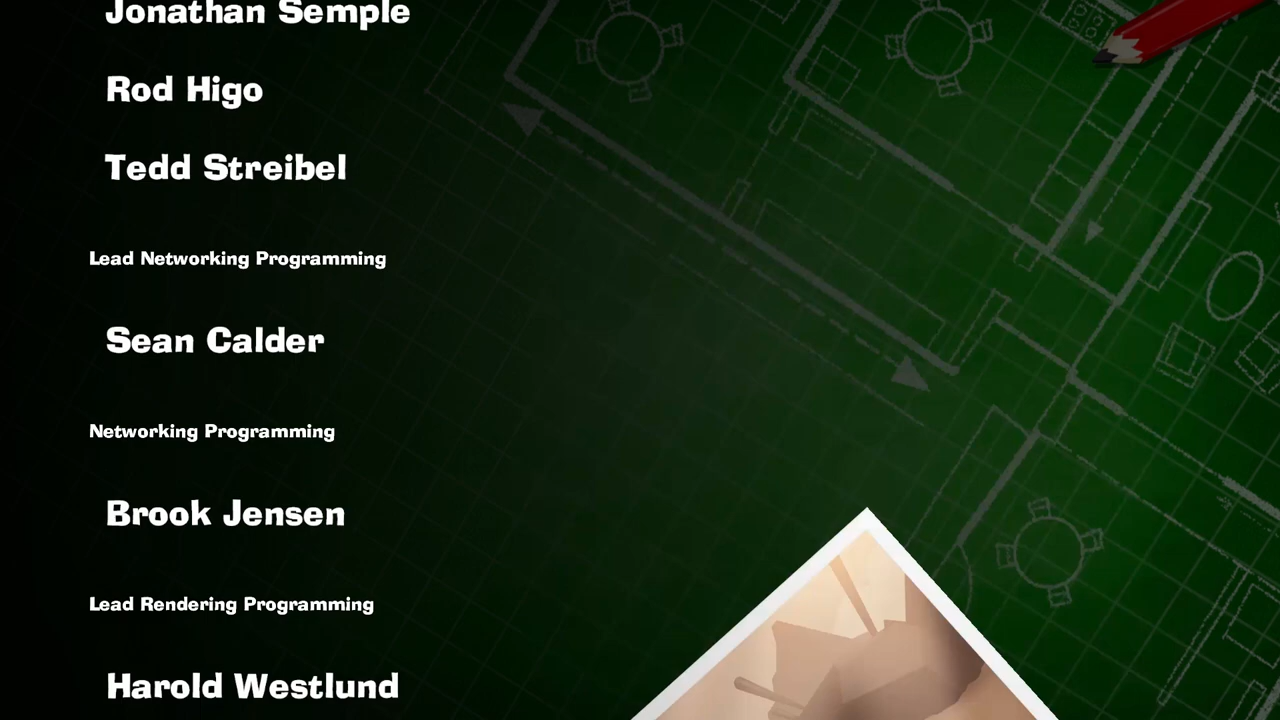 Jonathan Semple
Rod Higo
Tedd Streibel
Lead Networking Programming
Sean Calder
Networking Programming
Brook Jensen
Lead Rendering Programming
Harold Westlund